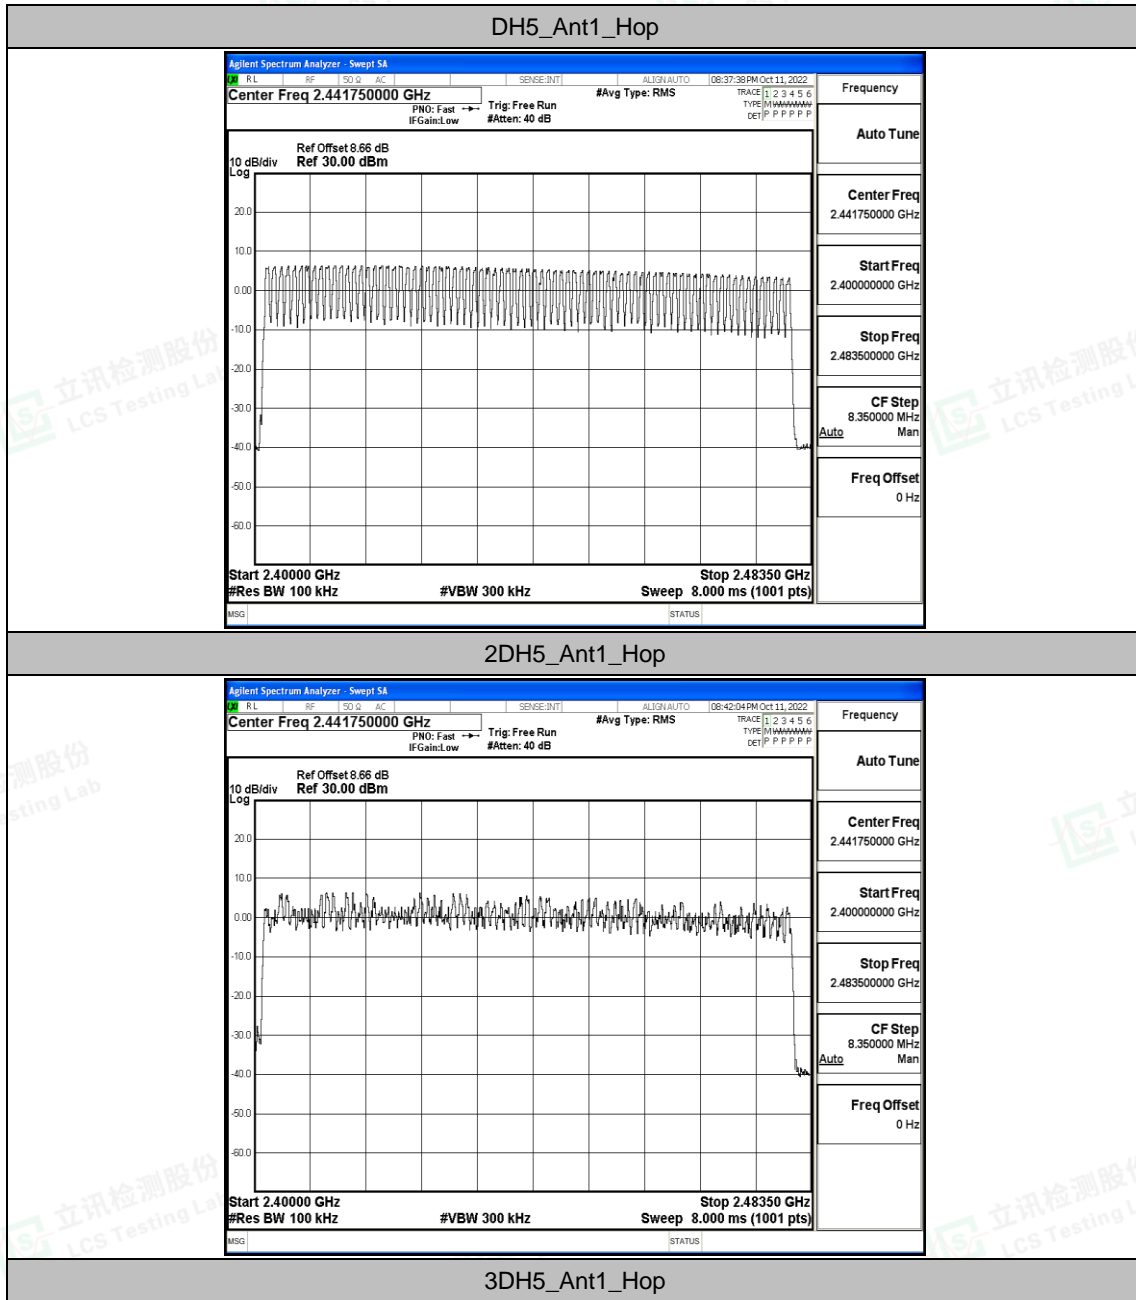 DH5_Ant1_Hop
Agilent Spectrum Analyzer - Swept SA
LXI RL RF 50 Ω AC SENSE:INT ALIGN AUTO 08:37:38 PM Oct 11, 2022
Center Freq 2.441750000 GHz #Avg Type: RMS TRACE 1 2 3 4 5 6
PNO: Fast Trig: Free Run TYPE M WWWWW
IFGain:Low #Atten: 40 dB DET P P P P P P
Frequency
Auto Tune
Center Freq
2.441750000 GHz
Start Freq
2.400000000 GHz
Stop Freq
2.483500000 GHz
CF Step
8.350000 MHz
Auto Man
Freq Offset
0 Hz
Ref Offset 8.66 dB
10 dB/div Ref 30.00 dBm
Log
20.0
10.0
0.00
-10.0
-20.0
-30.0
-40.0
-50.0
-60.0
Start 2.40000 GHz Stop 2.48350 GHz
#Res BW 100 kHz #VBW 300 kHz Sweep 8.000 ms (1001 pts)
MSG STATUS
2DH5_Ant1_Hop
Agilent Spectrum Analyzer - Swept SA
LXI RL RF 50 Ω AC SENSE:INT ALIGN AUTO 08:42:04 PM Oct 11, 2022
Center Freq 2.441750000 GHz #Avg Type: RMS TRACE 1 2 3 4 5 6
PNO: Fast Trig: Free Run TYPE M WWWWW
IFGain:Low #Atten: 40 dB DET P P P P P P
Frequency
Auto Tune
Center Freq
2.441750000 GHz
Start Freq
2.400000000 GHz
Stop Freq
2.483500000 GHz
CF Step
8.350000 MHz
Auto Man
Freq Offset
0 Hz
Ref Offset 8.66 dB
10 dB/div Ref 30.00 dBm
Log
20.0
10.0
0.00
-10.0
-20.0
-30.0
-40.0
-50.0
-60.0
Start 2.40000 GHz Stop 2.48350 GHz
#Res BW 100 kHz #VBW 300 kHz Sweep 8.000 ms (1001 pts)
MSG STATUS
3DH5_Ant1_Hop
立讯检测股份
LCS Testing Lab